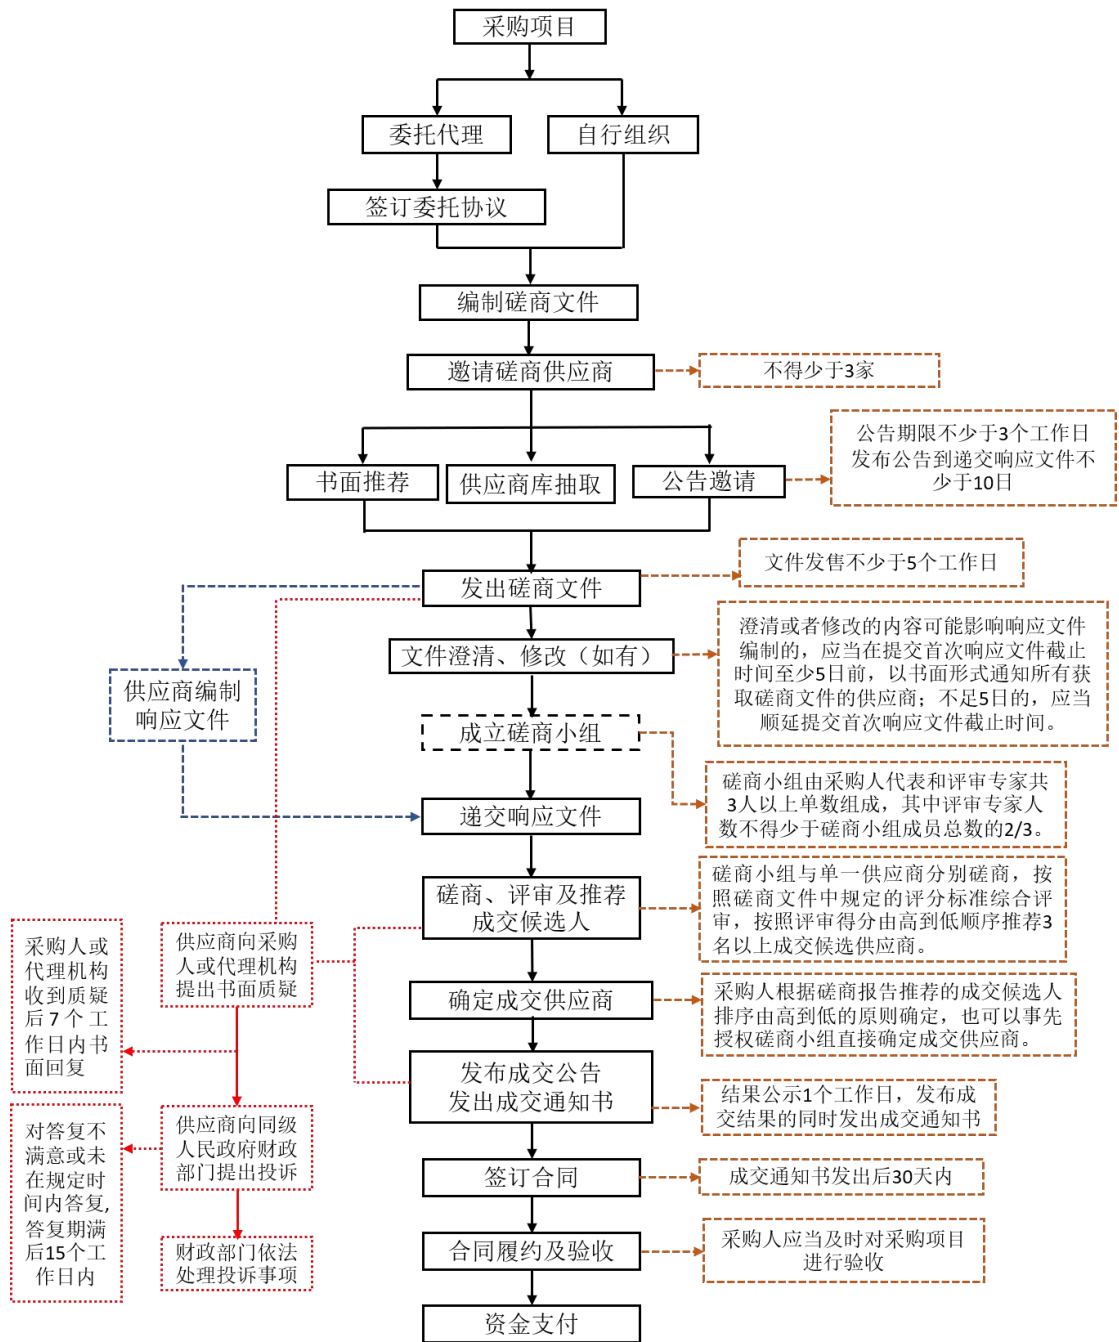 采购项目
委托代理
自行组织
签订委托协议
编制磋商文件
邀请磋商供应商
不得少于3家
书面推荐
供应商库抽取
公告邀请
公告期限不少于3个工作日
发布公告到递交响应文件不
少于10日
发出磋商文件
文件发售不少于5个工作日
文件澄清、修改（如有）
澄清或者修改的内容可能影响响应文件
编制的，应当在提交首次响应文件截止
时间至少5日前，以书面形式通知所有获
取磋商文件的供应商；不足5日的，应当
顺延提交首次响应文件截止时间。
供应商编制
响应文件
成立磋商小组
磋商小组由采购人代表和评审专家共
3人以上单数组成，其中评审专家人
数不得少于磋商小组成员总数的2/3。
递交响应文件
磋商、评审及推荐
成交候选人
磋商小组与单一供应商分别磋商，按
照磋商文件中规定的评分标准综合评
审，按照评审得分由高到低顺序推荐3
名以上成交候选供应商。
供应商向采购
人或代理机构
提出书面质疑
采购人或
代理机构
收到质疑
后7个工
作日内书
面回复
确定成交供应商
采购人根据磋商报告推荐的成交候选人
排序由高到低的原则确定，也可以事先
授权磋商小组直接确定成交供应商。
发布成交公告
发出成交通知书
结果公示1个工作日，发布成
交结果的同时发出成交通知书
供应商向同级
人民政府财政
部门提出投诉
对答复不
满意或未
在规定时
间内答复,
答复期满
后15个工
作日内
签订合同
成交通知书发出后30天内
财政部门依法
处理投诉事项
合同履约及验收
采购人应当及时对采购项目
进行验收
资金支付